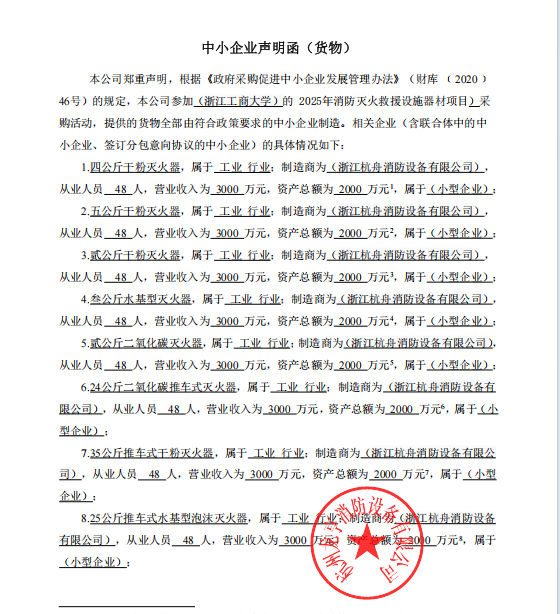 中小企业声明函（货物）
本公司郑重声明，根据《政府采购促进中小企业发展管理办法》（财库（2020）
46号）的规定，本公司参加（浙江工商大学）的 2025年消防灭火救援设施器材项目）采
购活动，提供的货物全部由符合政策要求的中小企业制造。相关企业（含联合体中的中
小企业、签订分包意向协议的中小企业）的具体情况如下：
1.四公斤干粉灭火器，属于 工业 行业；制造商为（浙江杭舟消防设备有限公司），
从业人员 48 人，营业收入为 3000 万元，资产总额为 2000 万元¹，属于（小型企业）；
2.五公斤干粉灭火器，属于 工业 行业；制造商为（浙江杭舟消防设备有限公司），
从业人员 48 人，营业收入为 3000 万元，资产总额为 2000 万元²，属于（小型企业）；
3.贰公斤干粉灭火器，属于 工业 行业；制造商为（浙江杭舟消防设备有限公司），
从业人员 48 人，营业收入为 3000 万元，资产总额为 2000 万元³，属于（小型企业）；
4.叁公斤水基型灭火器，属于 工业 行业；制造商为（浙江杭舟消防设备有限公司），
从业人员 48 人，营业收入为 3000 万元，资产总额为 2000 万元⁴，属于（小型企业）；
5.贰公斤二氧化碳灭火器，属于 工业 行业；制造商为（浙江杭舟消防设备有限公司），
从业人员 48 人，营业收入为 3000 万元，资产总额为 2000 万元⁵，属于（小型企业）；
6.24公斤二氧化碳推车式灭火器，属于 工业 行业；制造商为（浙江杭舟消防设备有
限公司），从业人员 48 人，营业收入为 3000 万元，资产总额为 2000 万元⁶，属于（小
型企业）；
7.35公斤推车式干粉灭火器，属于 工业 行业；制造商为（浙江杭舟消防设备有限公
司），从业人员 48 人，营业收入为 3000 万元，资产总额为 2000 万元⁷，属于（小型
企业）；
8.25公斤推车式水基型泡沫灭火器，属于 工业 行业；制造商为（浙江杭舟消防设备
有限公司），从业人员 48 人，营业收入为 3000 万元，资产总额为 2000 万元⁸，属于
（小型企业）；
消防设备有限公司